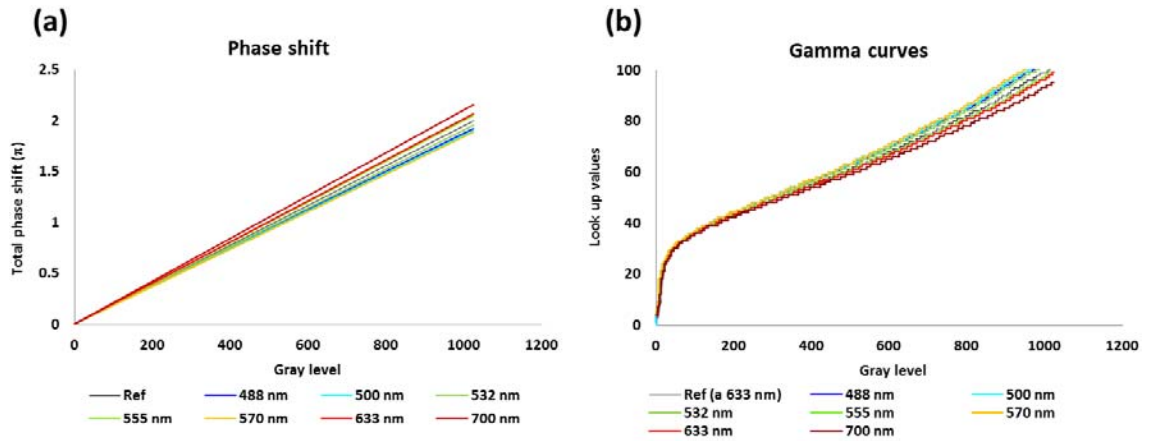 (a)
Phase shift
2.5
2
1.5
1
0.5
0
Total phase shift (π)
0 200 400 600 800 1000 1200
Gray level
Ref 488 nm 500 nm 532 nm
555 nm 570 nm 633 nm 700 nm
(b)
Gamma curves
100
80
60
40
20
0
Look up values
0 200 400 600 800 1000 1200
Gray level
Ref (a 633 nm) 488 nm 500 nm
532 nm 555 nm 570 nm
633 nm 700 nm